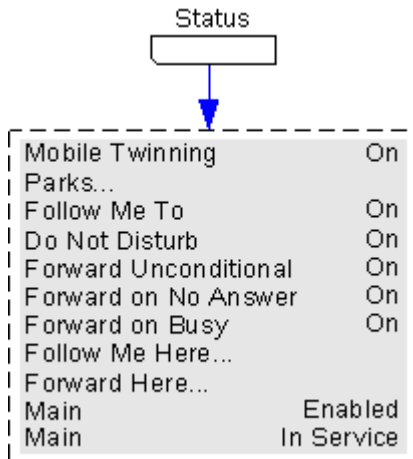 Status
Mobile Twinning On
Parks...
Follow Me To On
Do Not Disturb On
Forward Unconditional On
Forward on No Answer On
Forward on Busy On
Follow Me Here...
Forward Here...
Main Enabled
Main In Service